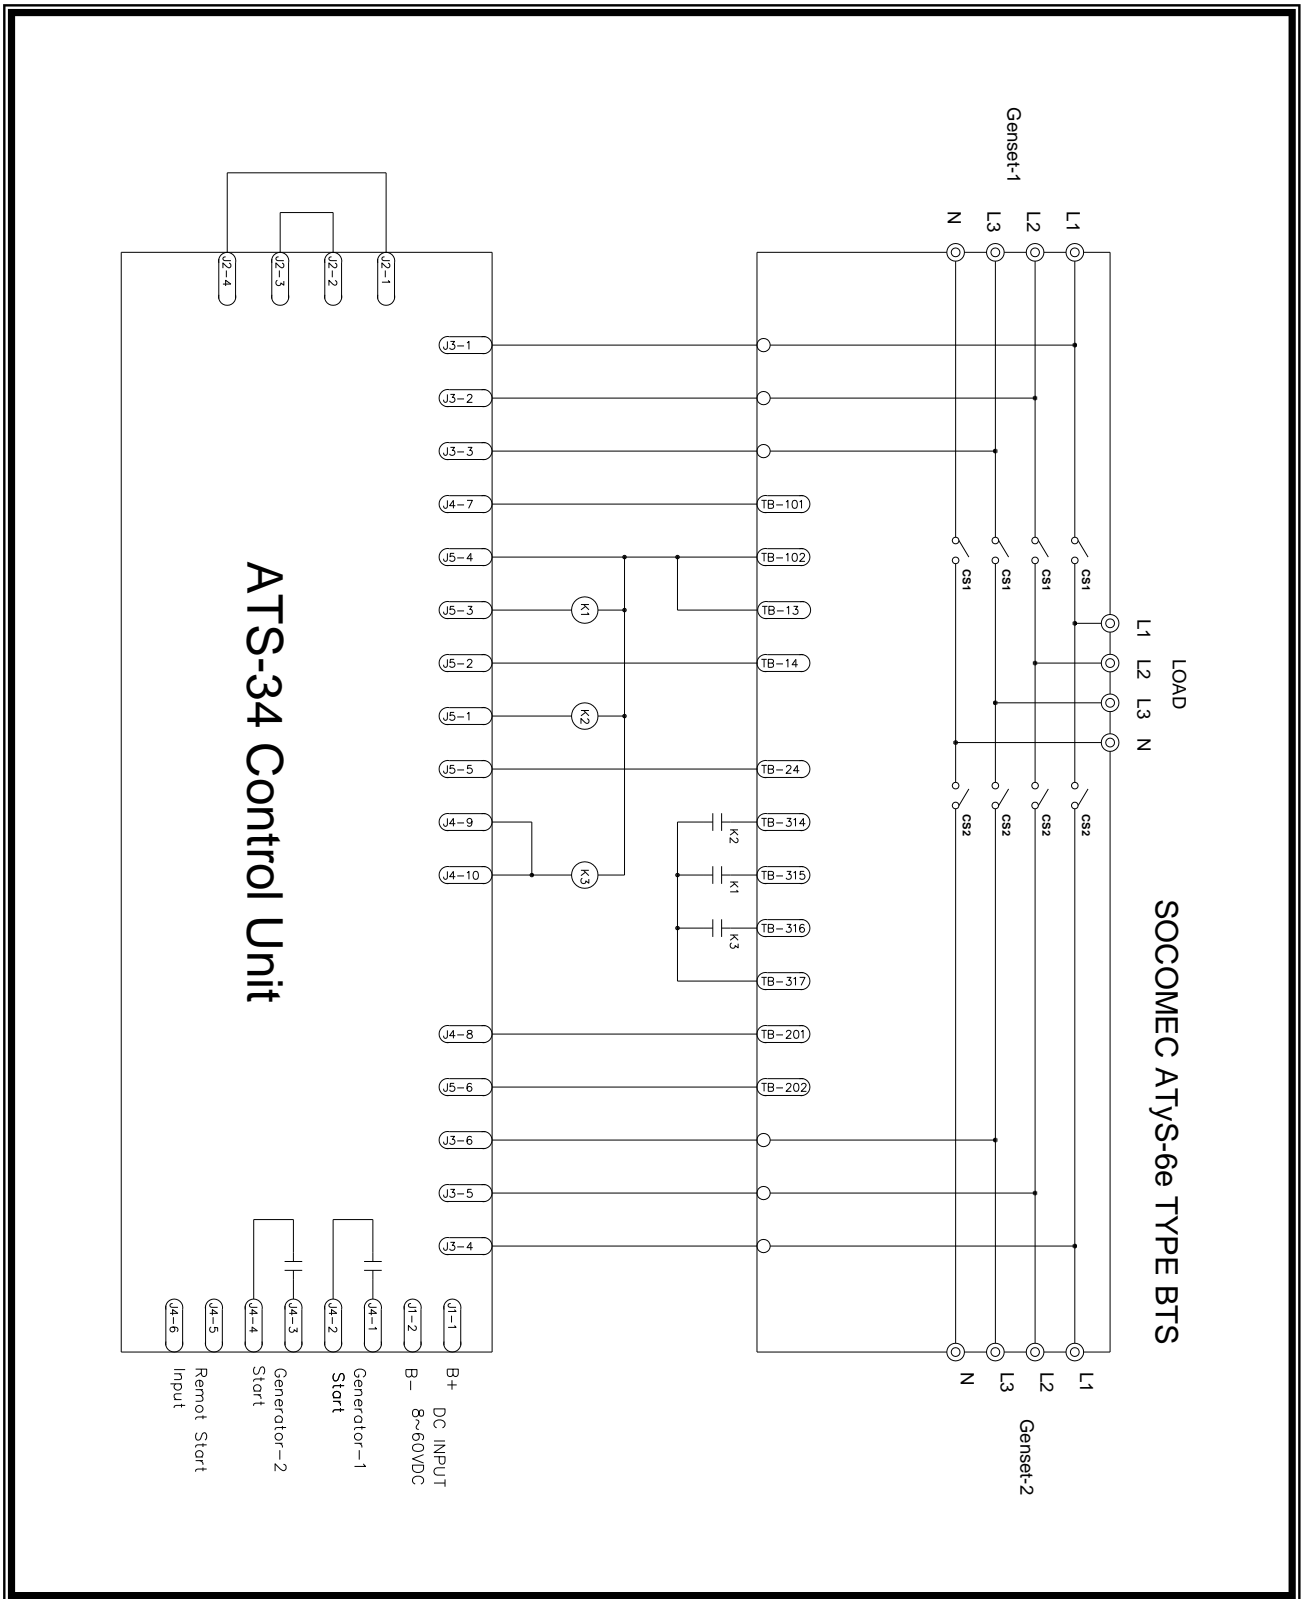 SOCOMEC ATyS-6e TYPE BTS
LOAD
L1 L2 L3 N
Genset-1
L1
L2
L3
N
CS1
CS1
CS1
CS1
CS2
CS2
CS2
CS2
Genset-2
L1
L2
L3
N
TB-101
TB-102
TB-13
TB-14
TB-24
TB-314
TB-315
TB-316
TB-317
TB-201
TB-202
K2
K1
K3
K1
K2
K3
J3-1
J3-2
J3-3
J4-7
J5-4
J5-3
J5-2
J5-1
J5-5
J4-9
J4-10
J4-8
J5-6
J3-6
J3-5
J3-4
J2-1
J2-2
J2-3
J2-4
ATS-34 Control Unit
J1-1
J1-2
J4-1
J4-2
J4-3
J4-4
J4-5
J4-6
B+
DC INPUT
B-
8~60VDC
Generator-1
Start
Generator-2
Start
Remot Start
Input